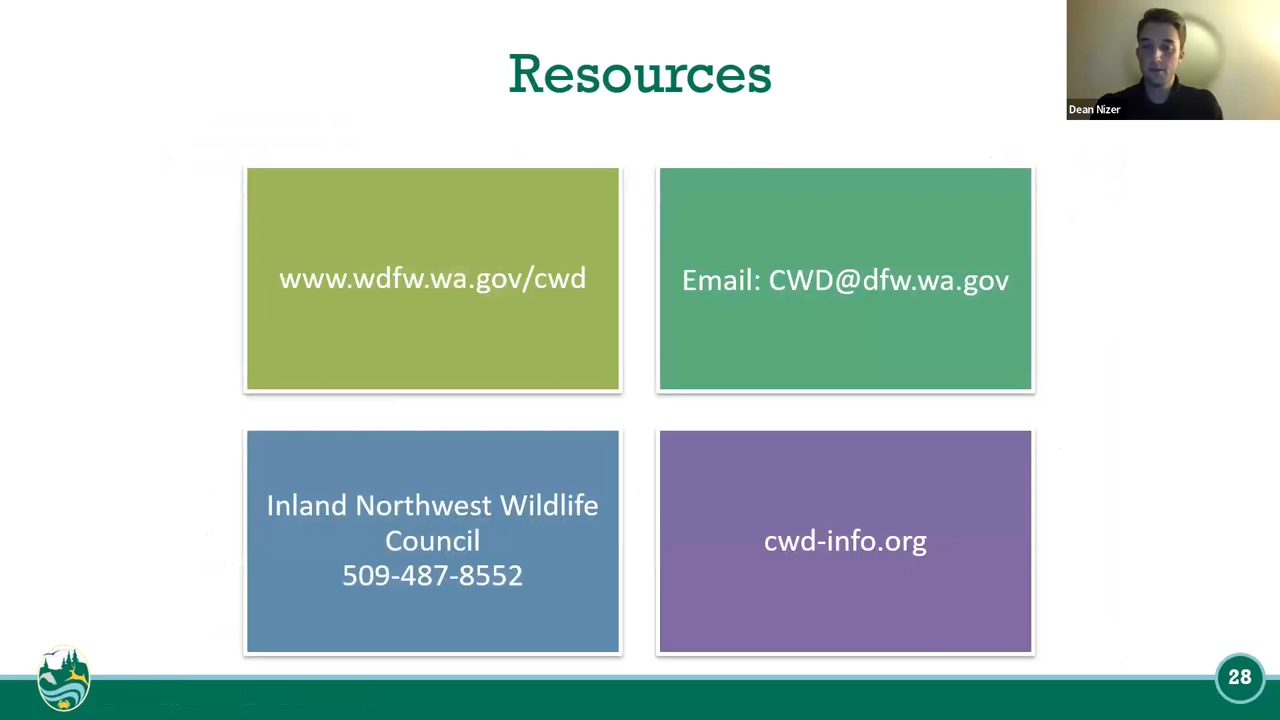 Resources
Dean Nizer
www.wdfw.wa.gov/cwd
Email: CWD@dfw.wa.gov
Inland Northwest Wildlife
Council
509-487-8552
cwd-info.org
28